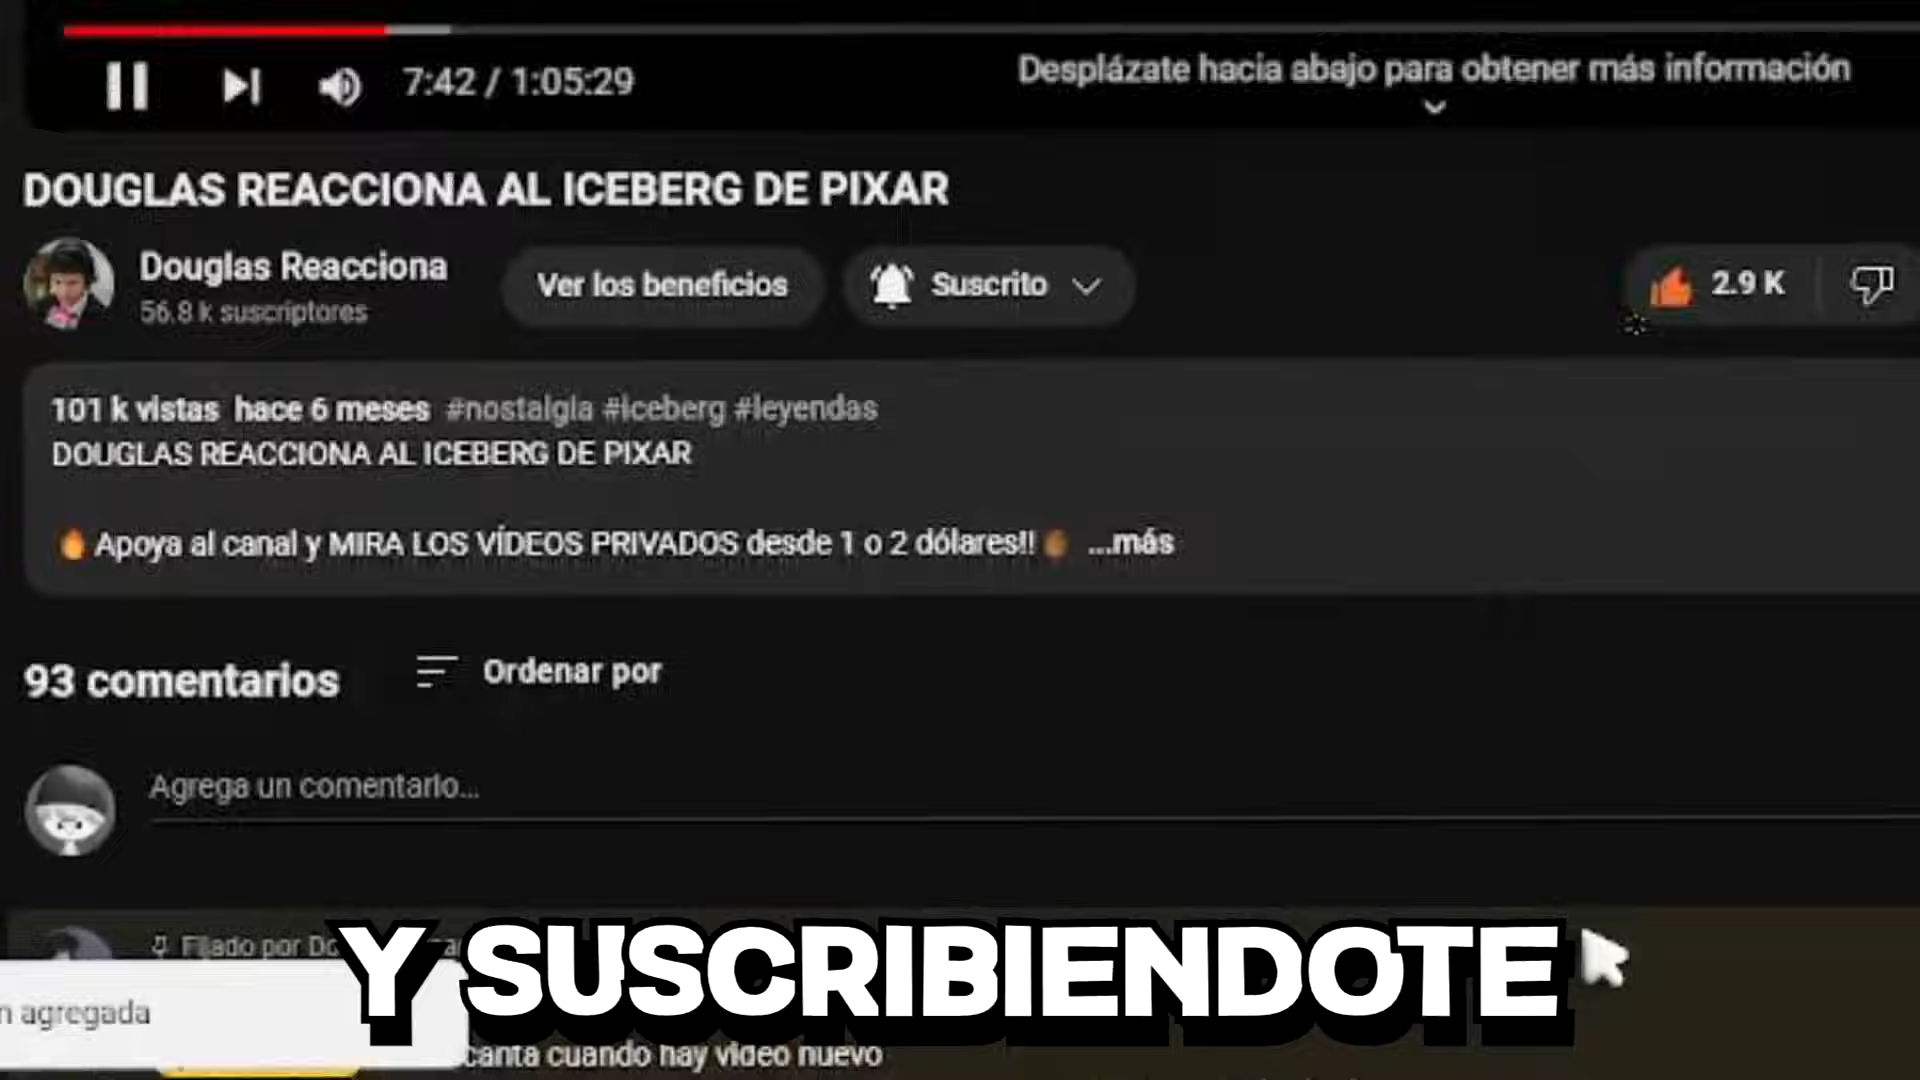 7:42 / 1:05:29
Desplázate hacia abajo para obtener más información
DOUGLAS REACCIONA AL ICEBERG DE PIXAR
Douglas Reacciona
56.8 k suscriptores
Ver los beneficios
Suscrito
2.9 K
101 k vistas hace 6 meses #nostalgia #iceberg #leyendas
DOUGLAS REACCIONA AL ICEBERG DE PIXAR
Apoya al canal y MIRA LOS VÍDEOS PRIVADOS desde 1 o 2 dólares!! ...más
93 comentarios
Ordenar por
Agrega un comentario...
Fijado por
Y SUSCRIBIENDOTE
agregada
canta cuando hay video nuevo